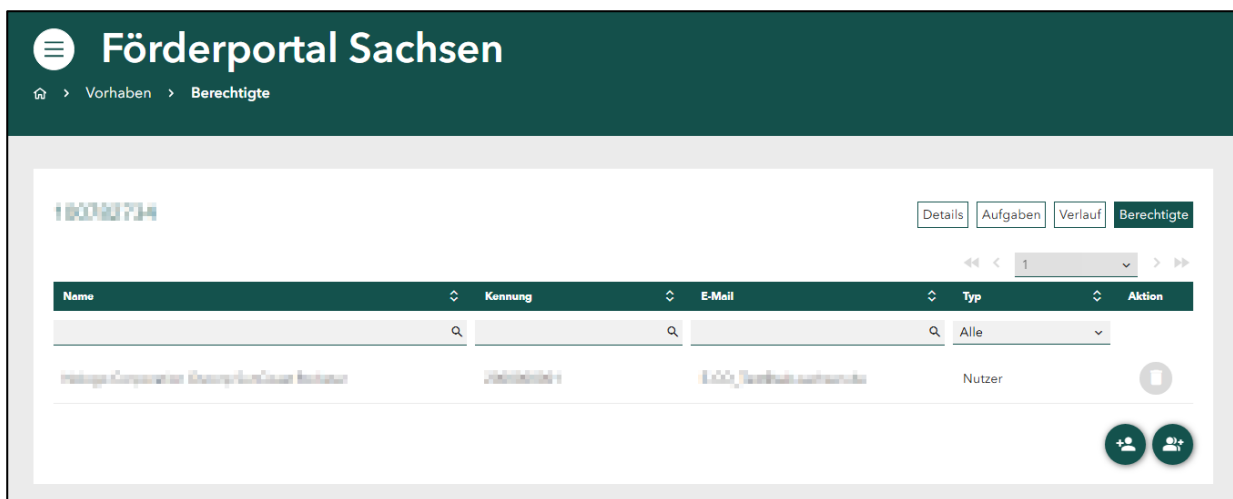 Förderportal Sachsen
Vorhaben > Berechtigte
Details Aufgaben Verlauf Berechtigte
1
Name Kennung E-Mail Typ Aktion
Alle
Nutzer